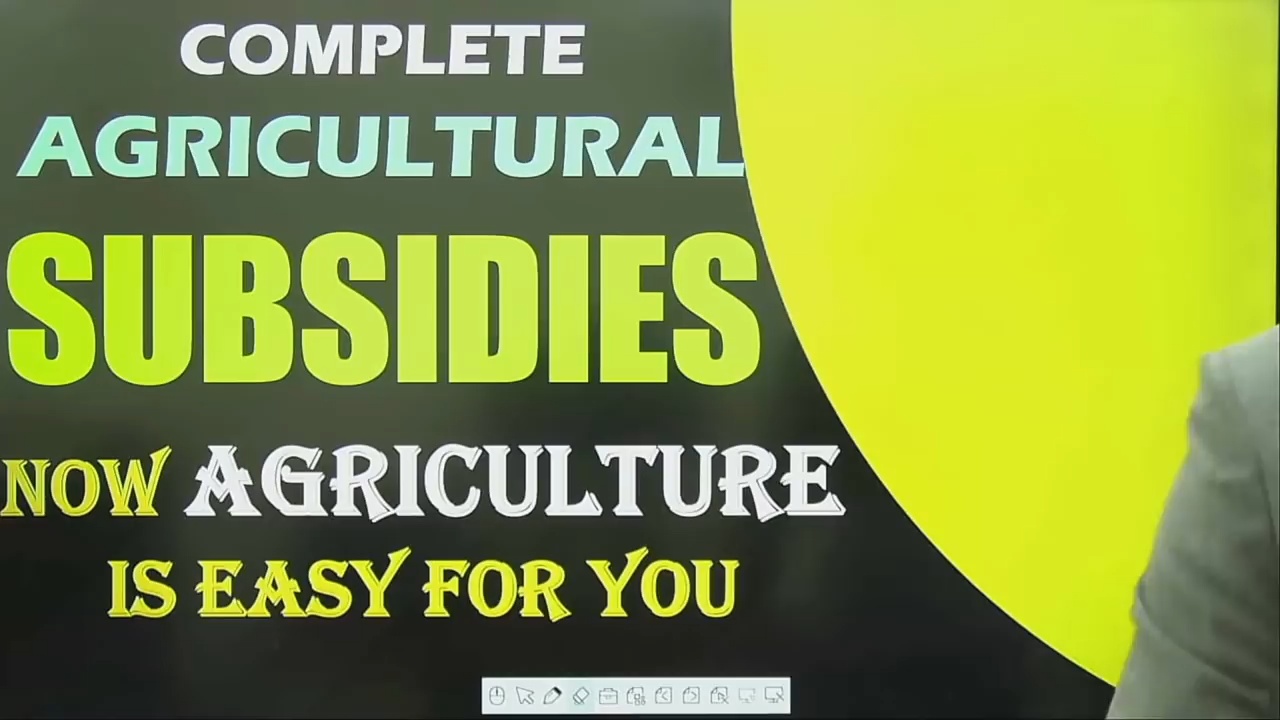 COMPLETE
AGRICULTURAL
SUBSIDIES
NOW AGRICULTURE
IS EASY FOR YOU